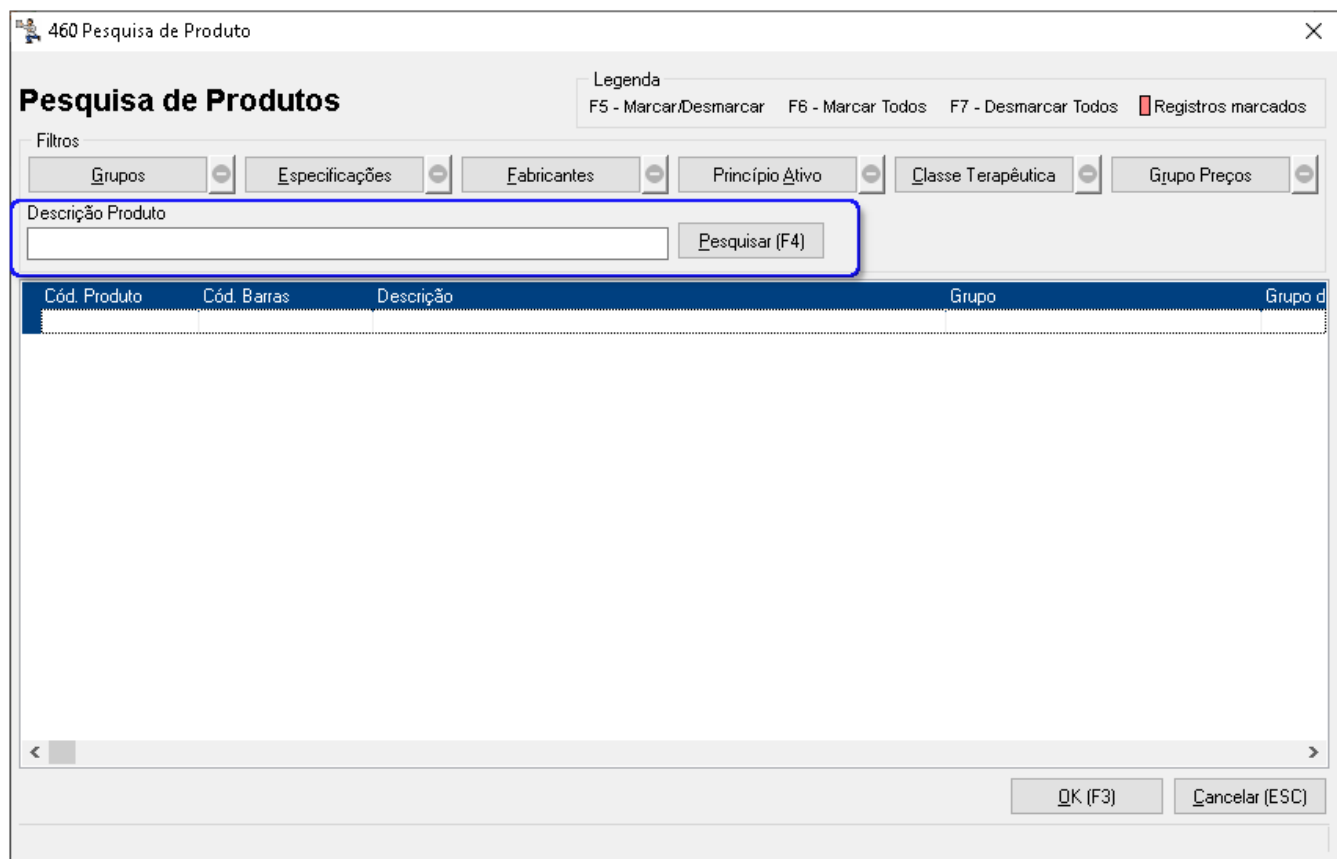 460 Pesquisa de Produto
Pesquisa de Produtos
Legenda
F5 - Marcar/Desmarcar F6 - Marcar Todos F7 - Desmarcar Todos Registros marcados
Filtros
Grupos Especificações Fabricantes Princípio Ativo Classe Terapêutica Grupo Preços
Descrição Produto
Pesquisar (F4)
Cód. Produto Cód. Barras Descrição Grupo Grupo d
OK (F3) Cancelar (ESC)